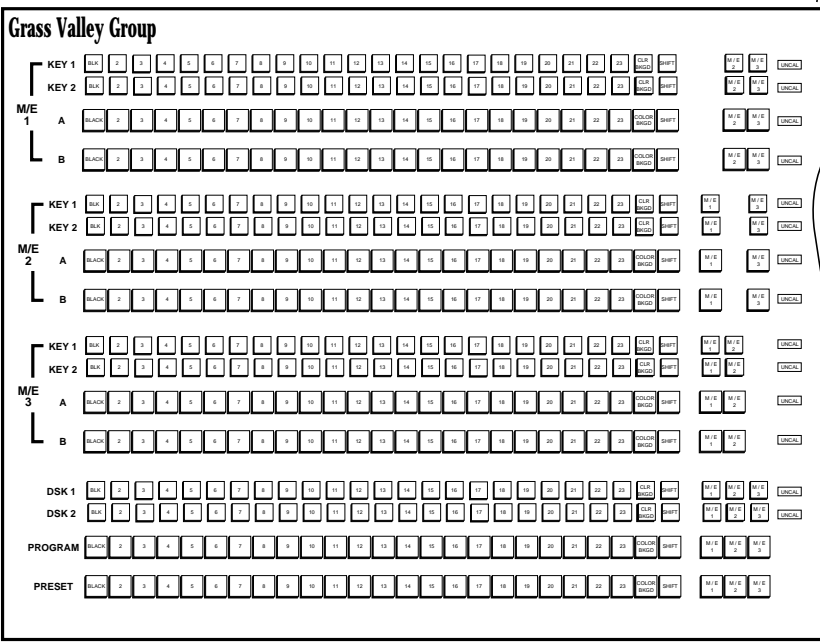 Grass Valley Group
KEY 1 BLK 2 3 4 5 6 7 8 9 10 11 12 13 14 15 16 17 18 19 20 21 22 23 CLR BKGD SHIFT M / E 2 M / E 3 UNCAL
KEY 2 BLK 2 3 4 5 6 7 8 9 10 11 12 13 14 15 16 17 18 19 20 21 22 23 CLR BKGD SHIFT M / E 2 M / E 3 UNCAL
M/E 1
A BLACK 2 3 4 5 6 7 8 9 10 11 12 13 14 15 16 17 18 19 20 21 22 23 COLOR BKGD SHIFT M / E 2 M / E 3 UNCAL
B BLACK 2 3 4 5 6 7 8 9 10 11 12 13 14 15 16 17 18 19 20 21 22 23 COLOR BKGD SHIFT M / E 2 M / E 3 UNCAL
KEY 1 BLK 2 3 4 5 6 7 8 9 10 11 12 13 14 15 16 17 18 19 20 21 22 23 CLR BKGD SHIFT M / E 1 M / E 3 UNCAL
KEY 2 BLK 2 3 4 5 6 7 8 9 10 11 12 13 14 15 16 17 18 19 20 21 22 23 CLR BKGD SHIFT M / E 1 M / E 3 UNCAL
M/E 2
A BLACK 2 3 4 5 6 7 8 9 10 11 12 13 14 15 16 17 18 19 20 21 22 23 COLOR BKGD SHIFT M / E 1 M / E 3 UNCAL
B BLACK 2 3 4 5 6 7 8 9 10 11 12 13 14 15 16 17 18 19 20 21 22 23 COLOR BKGD SHIFT M / E 1 M / E 3 UNCAL
KEY 1 BLK 2 3 4 5 6 7 8 9 10 11 12 13 14 15 16 17 18 19 20 21 22 23 CLR BKGD SHIFT M / E 1 M / E 2 UNCAL
KEY 2 BLK 2 3 4 5 6 7 8 9 10 11 12 13 14 15 16 17 18 19 20 21 22 23 CLR BKGD SHIFT M / E 1 M / E 2 UNCAL
M/E 3
A BLACK 2 3 4 5 6 7 8 9 10 11 12 13 14 15 16 17 18 19 20 21 22 23 COLOR BKGD SHIFT M / E 1 M / E 2 UNCAL
B BLACK 2 3 4 5 6 7 8 9 10 11 12 13 14 15 16 17 18 19 20 21 22 23 COLOR BKGD SHIFT M / E 1 M / E 2 UNCAL
DSK 1 BLK 2 3 4 5 6 7 8 9 10 11 12 13 14 15 16 17 18 19 20 21 22 23 CLR BKGD SHIFT M / E 1 M / E 2 M / E 3 UNCAL
DSK 2 BLK 2 3 4 5 6 7 8 9 10 11 12 13 14 15 16 17 18 19 20 21 22 23 CLR BKGD SHIFT M / E 1 M / E 2 M / E 3 UNCAL
PROGRAM BLACK 2 3 4 5 6 7 8 9 10 11 12 13 14 15 16 17 18 19 20 21 22 23 COLOR BKGD SHIFT M / E 1 M / E 2 M / E 3
PRESET BLACK 2 3 4 5 6 7 8 9 10 11 12 13 14 15 16 17 18 19 20 21 22 23 COLOR BKGD SHIFT M / E 1 M / E 2 M / E 3